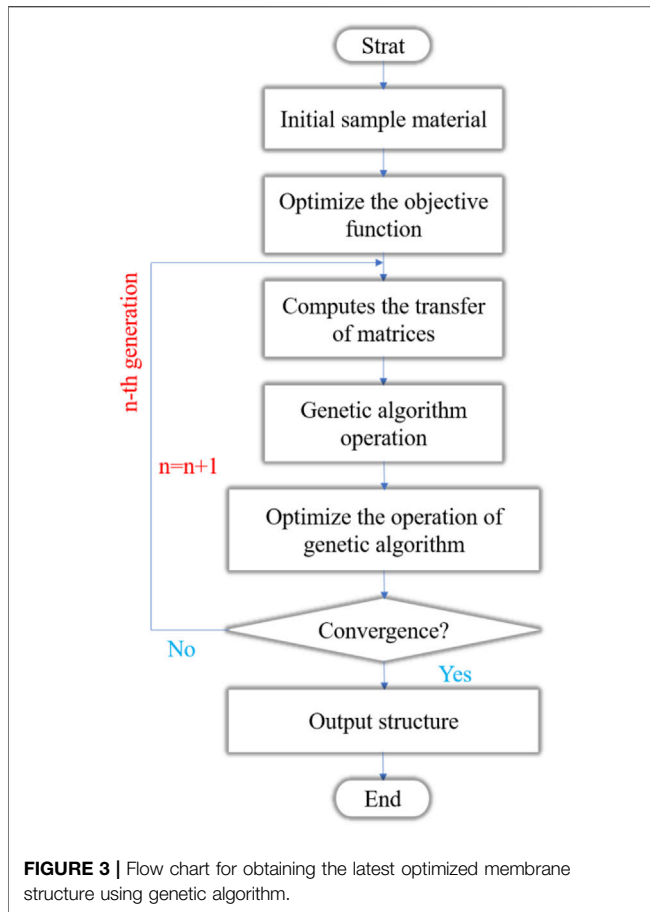 Strat
Initial sample material
Optimize the objective
function
n-th generation
Computes the transfer
of matrices
Genetic algorithm
operation
n=n+1
Optimize the operation of
genetic algorithm
Convergence?
No
Yes
Output structure
End
FIGURE 3 | Flow chart for obtaining the latest optimized membrane
structure using genetic algorithm.